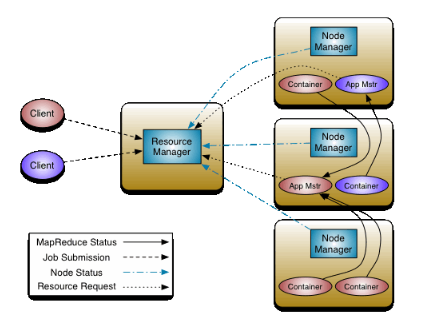 Node
Manager
Container
App Mstr
Client
Resource
Manager
Node
Manager
Client
App Mstr
Container
Node
Manager
MapReduce Status
Job Submission
Node Status
Resource Request
Container
Container